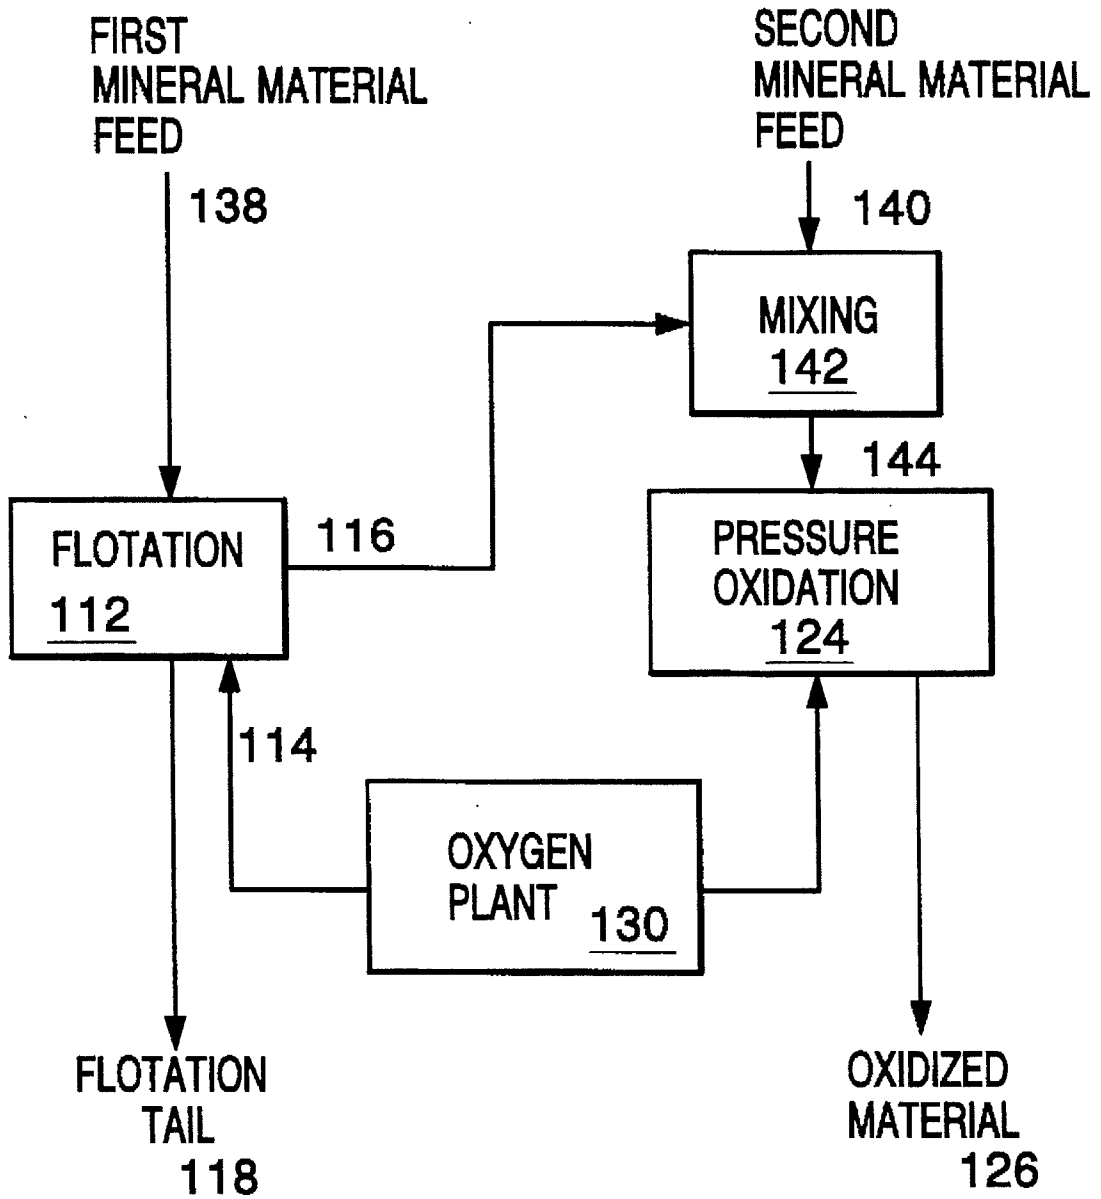 FIRST
MINERAL MATERIAL
FEED
138
SECOND
MINERAL MATERIAL
FEED
140
MIXING
142
144
FLOTATION
112
116
PRESSURE
OXIDATION
124
114
OXYGEN
PLANT
130
FLOTATION
TAIL
118
OXIDIZED
MATERIAL
126